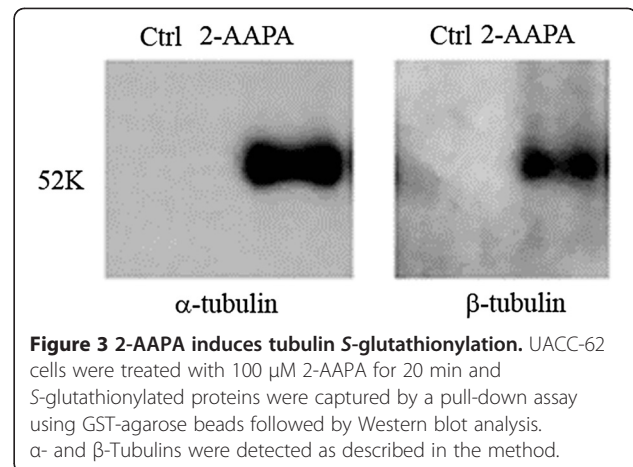 Ctrl 2-AAPA
Ctrl 2-AAPA
52K
α-tubulin
β-tubulin
Figure 3 2-AAPA induces tubulin S-glutathionylation. UACC-62
cells were treated with 100 μM 2-AAPA for 20 min and
S-glutathionylated proteins were captured by a pull-down assay
using GST-agarose beads followed by Western blot analysis.
α- and β-Tubulins were detected as described in the method.